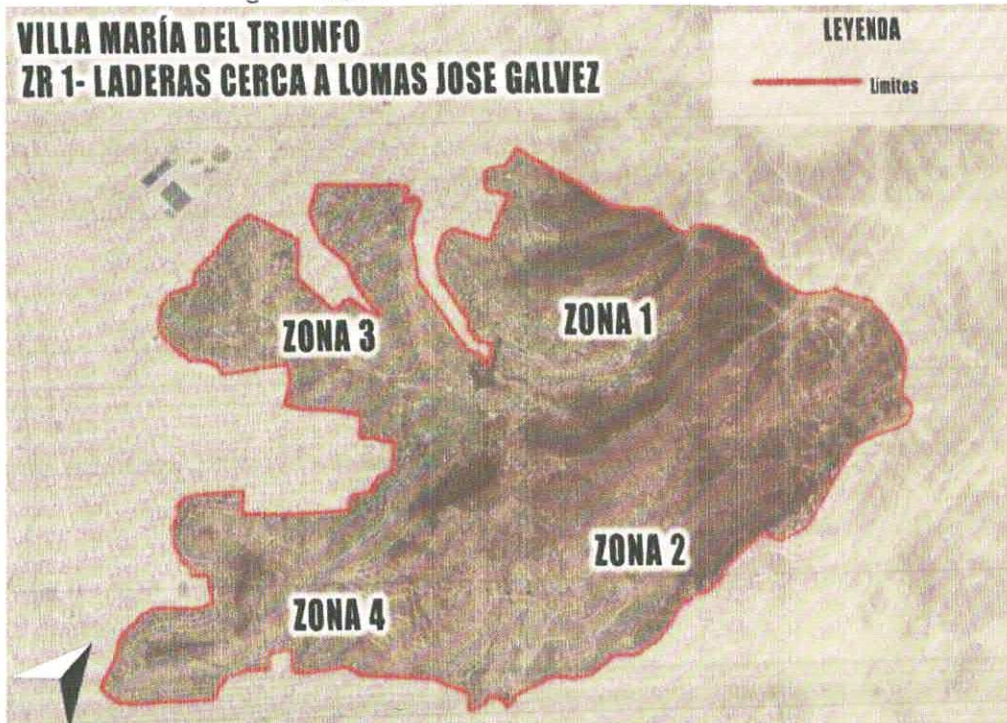 VILLA MARÍA DEL TRIUNFO
ZR 1- LADERAS CERCA A LOMAS JOSE GALVEZ
LEYENDA
Limites
ZONA 1
ZONA 3
ZONA 2
ZONA 4